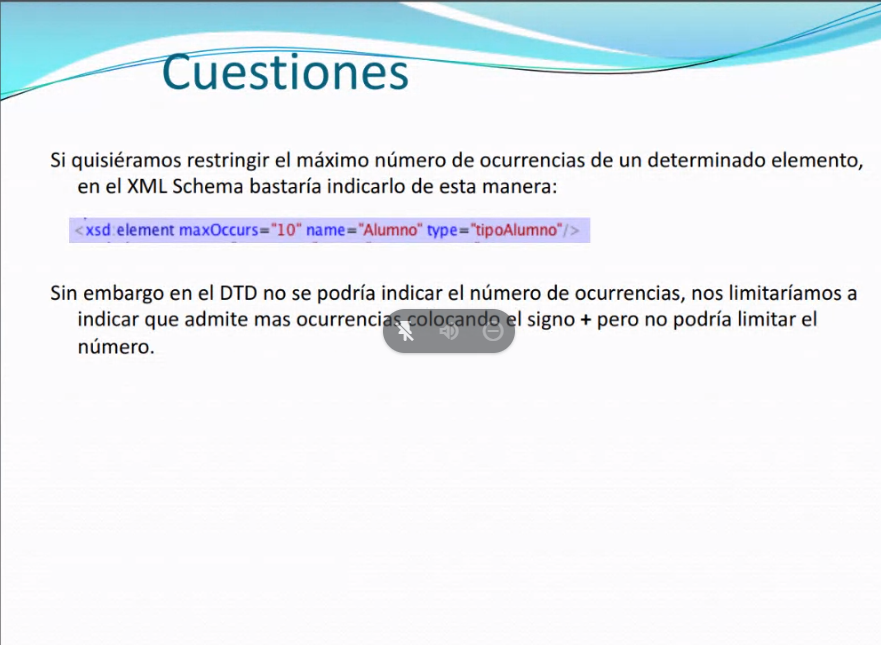 Cuestiones
Si quisiéramos restringir el máximo número de ocurrencias de un determinado elemento,
en el XML Schema bastaría indicarlo de esta manera:
<xsd:element maxOccurs="10" name="Alumno" type="tipoAlumno"/>
Sin embargo en el DTD no se podría indicar el número de ocurrencias, nos limitaríamos a
indicar que admite mas ocurrencias colocando el signo + pero no podría limitar el
número.